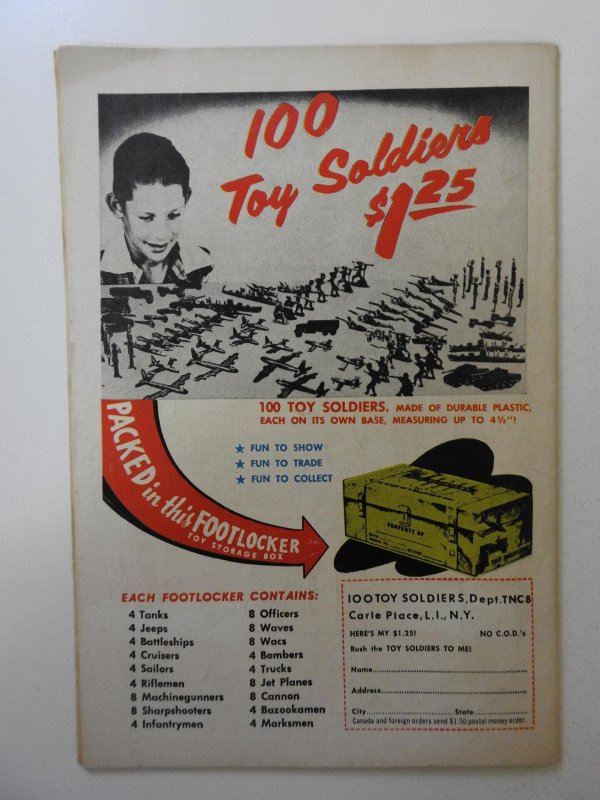 100
Toy Soldiers
$1.25
100 TOY SOLDIERS, MADE OF DURABLE PLASTIC,
EACH ON ITS OWN BASE, MEASURING UP TO 4½"!
★ FUN TO SHOW
★ FUN TO TRADE
★ FUN TO COLLECT
PACKED in this FOOTLOCKER
TOY STORAGE BOX
PROPERTY OF
EACH FOOTLOCKER CONTAINS:
4 Tanks
4 Jeeps
4 Battleships
4 Cruisers
4 Sailors
4 Riflemen
8 Machinegunners
8 Sharpshooters
4 Infantrymen
8 Officers
8 Waves
8 Wacs
4 Bombers
4 Trucks
8 Jet Planes
8 Cannon
4 Bazookamen
4 Marksmen
100 TOY SOLDIERS, Dept. TNC8
Carle Place, L.I., N.Y.
HERE'S MY $1.25! NO C.O.D.'s
Rush the TOY SOLDIERS TO ME!
Name
Address
City State
Canada and foreign orders send $1.50 postal money order.